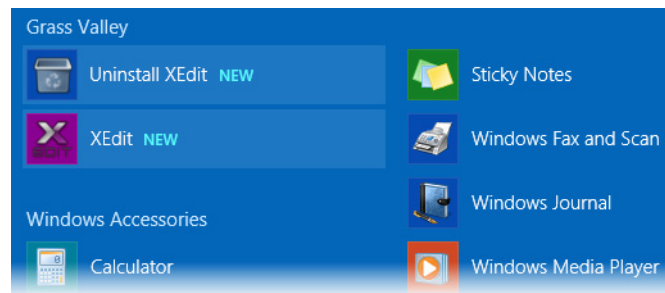 Grass Valley
Uninstall XEdit NEW
X
EDIT
XEdit NEW
Windows Accessories
Calculator
Sticky Notes
Windows Fax and Scan
Windows Journal
Windows Media Player